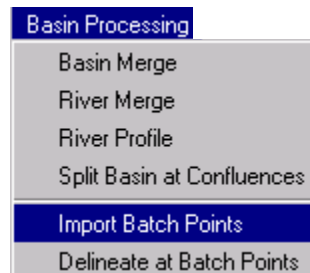 Basin Processing
Basin Merge
River Merge
River Profile
Split Basin at Confluences
Import Batch Points
Delineate at Batch Points